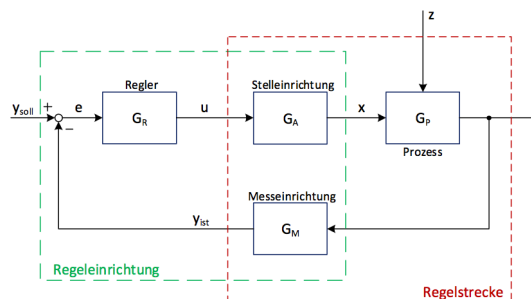 z
Regler
Stelleinrichtung
y_soll
+
e
G_R
u
G_A
x
G_P
−
Prozess
Messeinrichtung
y_ist
G_M
Regeleinrichtung
Regelstrecke